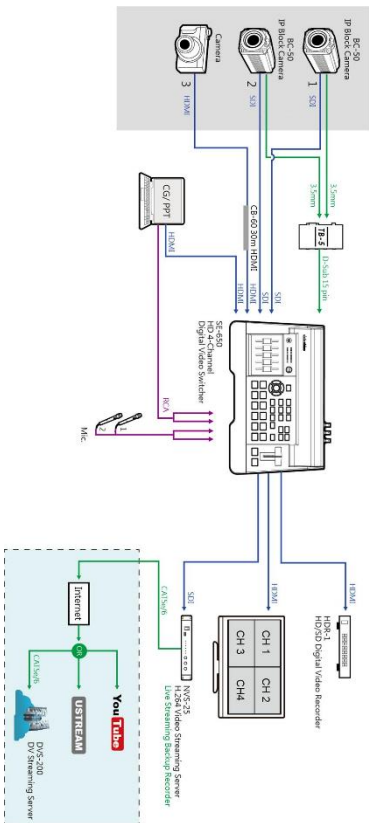 BC-50
IP Block Camera
1
SDI
3.5mm
BC-50
IP Block Camera
2
SDI
3.5mm
Camera
3
HDMI
TB-5
D-Sub 15 pin
CB-60 30m HDMI
SDI
SDI
HDMI
HDMI
CG/ PPT
HDMI
RCA
Mic.
1
2
SE-650
HD 4-Channel
Digital Video Switcher
HDMI
HDR-1
HD/SD Digital Video Recorder
HDMI
CH 1
CH 2
CH 3
CH4
SDI
NVS-25
H.264 Video Streaming Server
Live Streaming Backup Recorder
CAT5e/6
Internet
OR
CAT5e/6
YouTube
USTREAM
DVS-200
DV Streaming Server